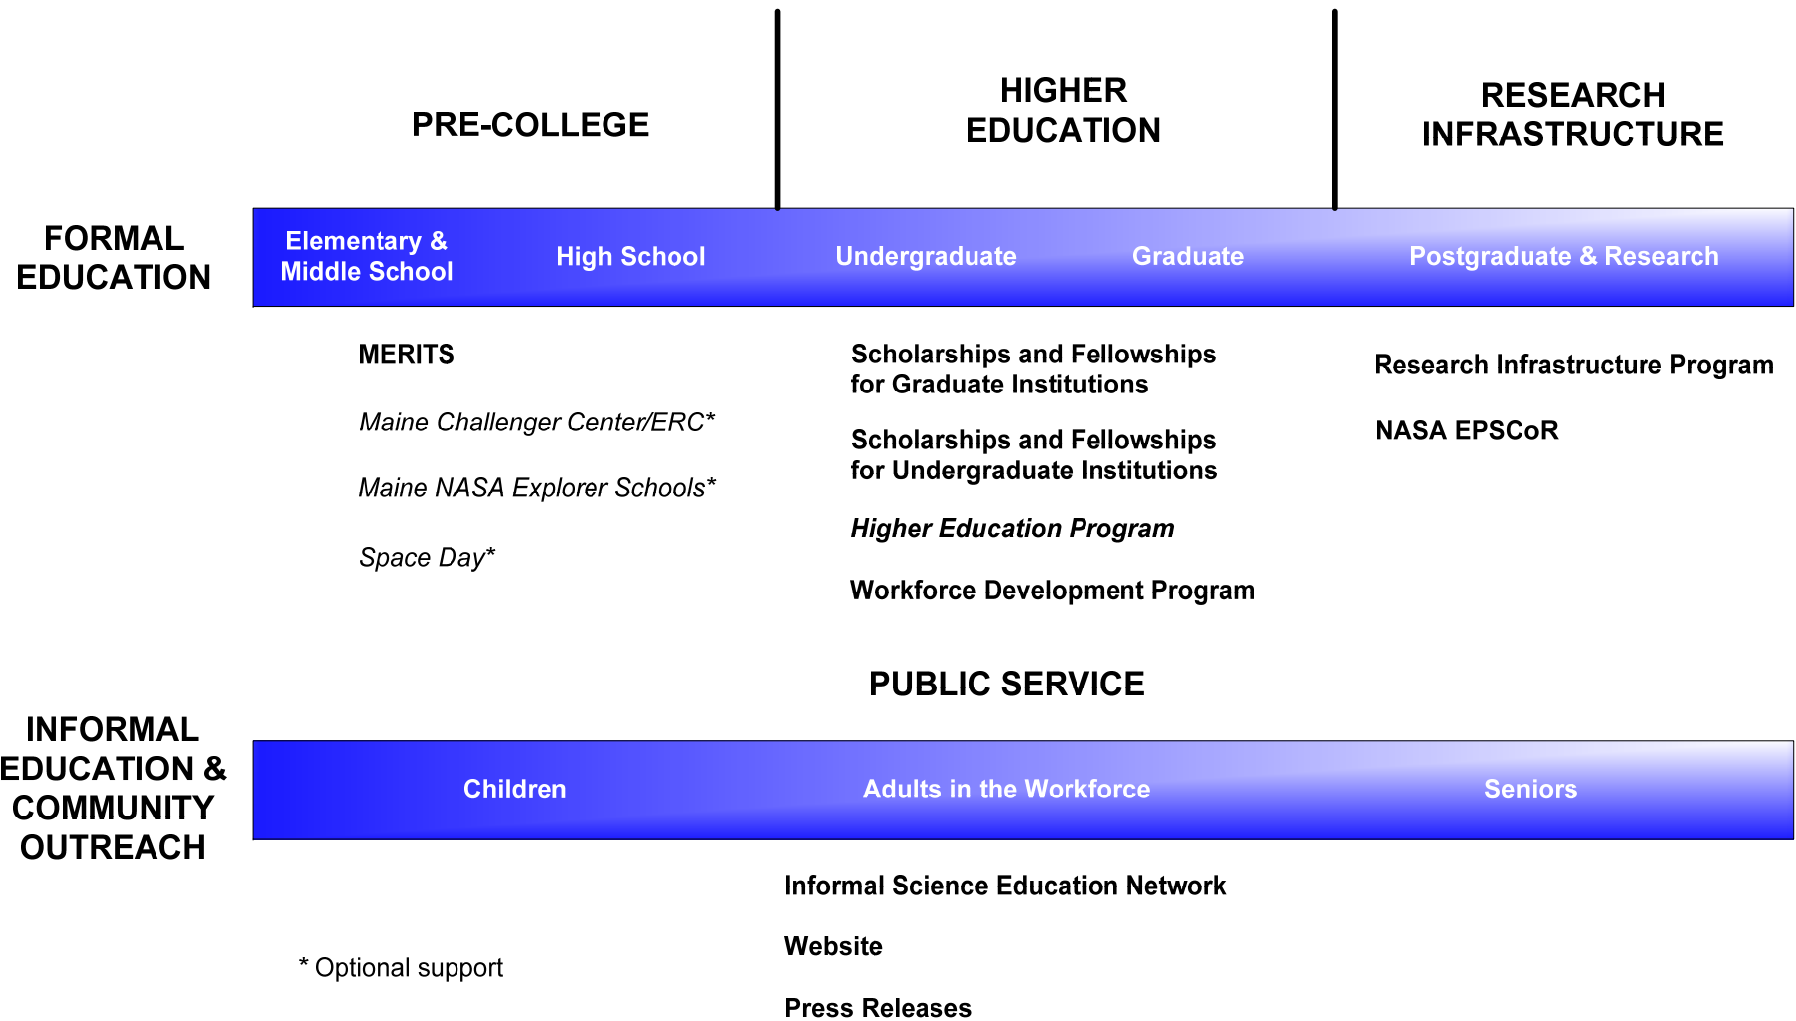 PRE-COLLEGE
HIGHER
EDUCATION
RESEARCH
INFRASTRUCTURE
FORMAL
EDUCATION
Elementary &
Middle School
High School
Undergraduate
Graduate
Postgraduate & Research
MERITS
Maine Challenger Center/ERC*
Maine NASA Explorer Schools*
Space Day*
Scholarships and Fellowships
for Graduate Institutions
Scholarships and Fellowships
for Undergraduate Institutions
Higher Education Program
Workforce Development Program
Research Infrastructure Program
NASA EPSCoR
PUBLIC SERVICE
INFORMAL
EDUCATION &
COMMUNITY
OUTREACH
Children
Adults in the Workforce
Seniors
Informal Science Education Network
Website
Press Releases
* Optional support